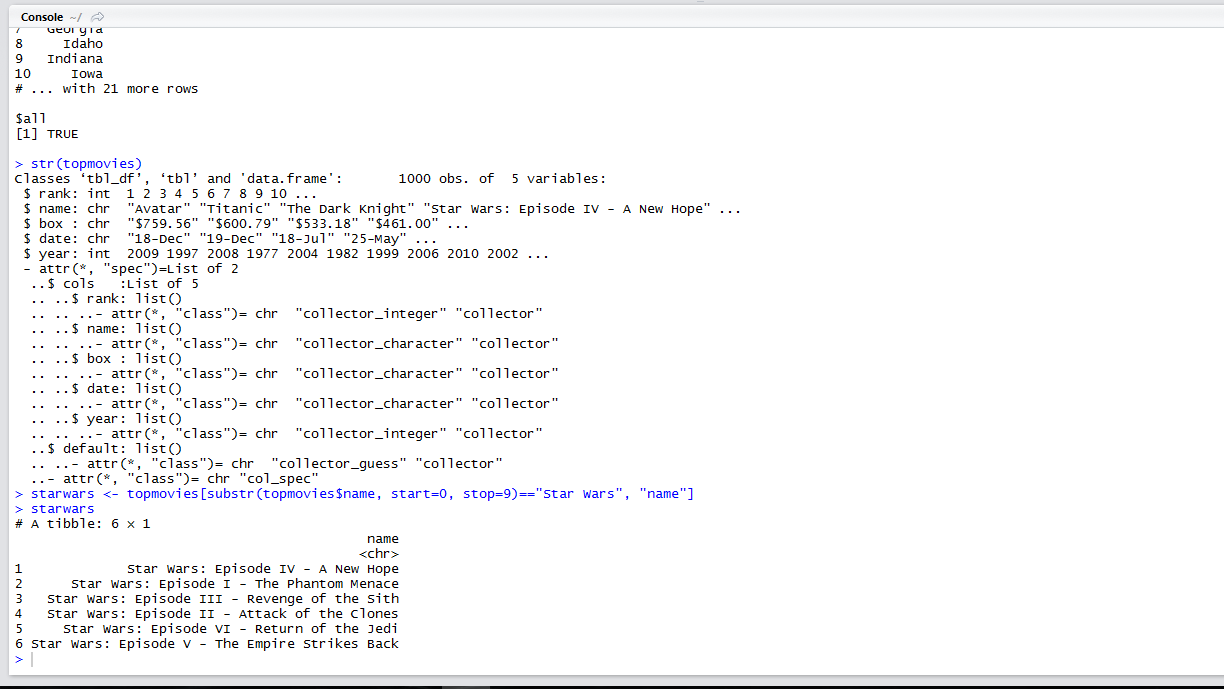 Console ~/
7   Georgia
8     Idaho
9   Indiana
10     Iowa
# ... with 21 more rows
$all
[1] TRUE
> str(topmovies)
Classes ‘tbl_df’, ‘tbl’ and 'data.frame':	1000 obs. of  5 variables:
 $ rank: int  1 2 3 4 5 6 7 8 9 10 ...
 $ name: chr  "Avatar" "Titanic" "The Dark Knight" "Star Wars: Episode IV - A New Hope" ...
 $ box : chr  "$759.56" "$600.79" "$533.18" "$461.00" ...
 $ date: chr  "18-Dec" "19-Dec" "18-Jul" "25-May" ...
 $ year: int  2009 1997 2008 1977 2004 1982 1999 2006 2010 2002 ...
 - attr(*, "spec")=List of 2
  ..$ cols   :List of 5
  .. ..$ rank: list()
  .. .. ..- attr(*, "class")= chr  "collector_integer" "collector"
  .. ..$ name: list()
  .. .. ..- attr(*, "class")= chr  "collector_character" "collector"
  .. ..$ box : list()
  .. .. ..- attr(*, "class")= chr  "collector_character" "collector"
  .. ..$ date: list()
  .. .. ..- attr(*, "class")= chr  "collector_character" "collector"
  .. ..$ year: list()
  .. .. ..- attr(*, "class")= chr  "collector_integer" "collector"
  ..$ default: list()
  .. ..- attr(*, "class")= chr  "collector_guess" "collector"
  ..- attr(*, "class")= chr "col_spec"
> starwars <- topmovies[substr(topmovies$name, start=0, stop=9)=="Star Wars", "name"]
> starwars
# A tibble: 6 × 1
                                            name
                                           <chr>
1             Star Wars: Episode IV - A New Hope
2      Star Wars: Episode I - The Phantom Menace
3   Star Wars: Episode III - Revenge of the Sith
4   Star Wars: Episode II - Attack of the Clones
5     Star Wars: Episode VI - Return of the Jedi
6 Star Wars: Episode V - The Empire Strikes Back
>